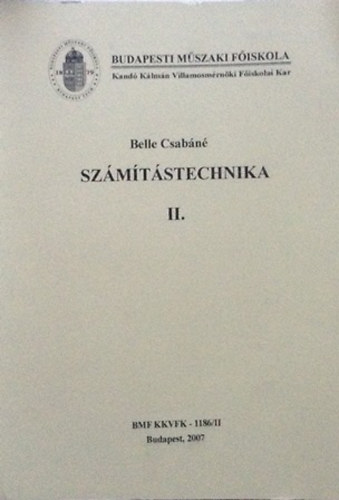 BUDAPESTI MŰSZAKI FŐISKOLA
Kandó Kálmán Villamosmérnöki Főiskolai Kar
Belle Csabáné
SZÁMÍTÁSTECHNIKA
II.
BMF KKVFK - 1186/II
Budapest, 2007